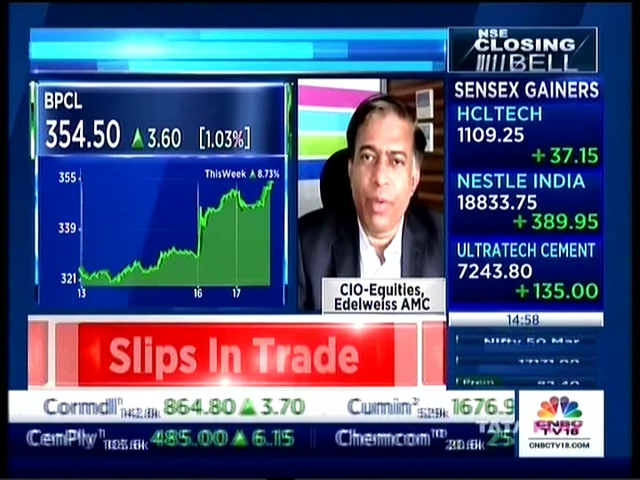 NSE
CLOSING
BELL
BPCL
354.50 ▲ 3.60 [1.03%]
ThisWeek ▲ 8.73%
355
339
321
13 16 17
CIO-Equities,
Edelweiss AMC
SENSEX GAINERS
HCLTECH
1109.25
+37.15
NESTLE INDIA
18833.75
+389.95
ULTRATECH CEMENT
7243.80
+135.00
14:58
Nifty 50 Mar
Slips In Trade
864.80 ▲ 3.70 1676.9
CenPly 485.00 ▲ 6.15 Chemcon
CNBC
TV18
CNBCTV18.COM